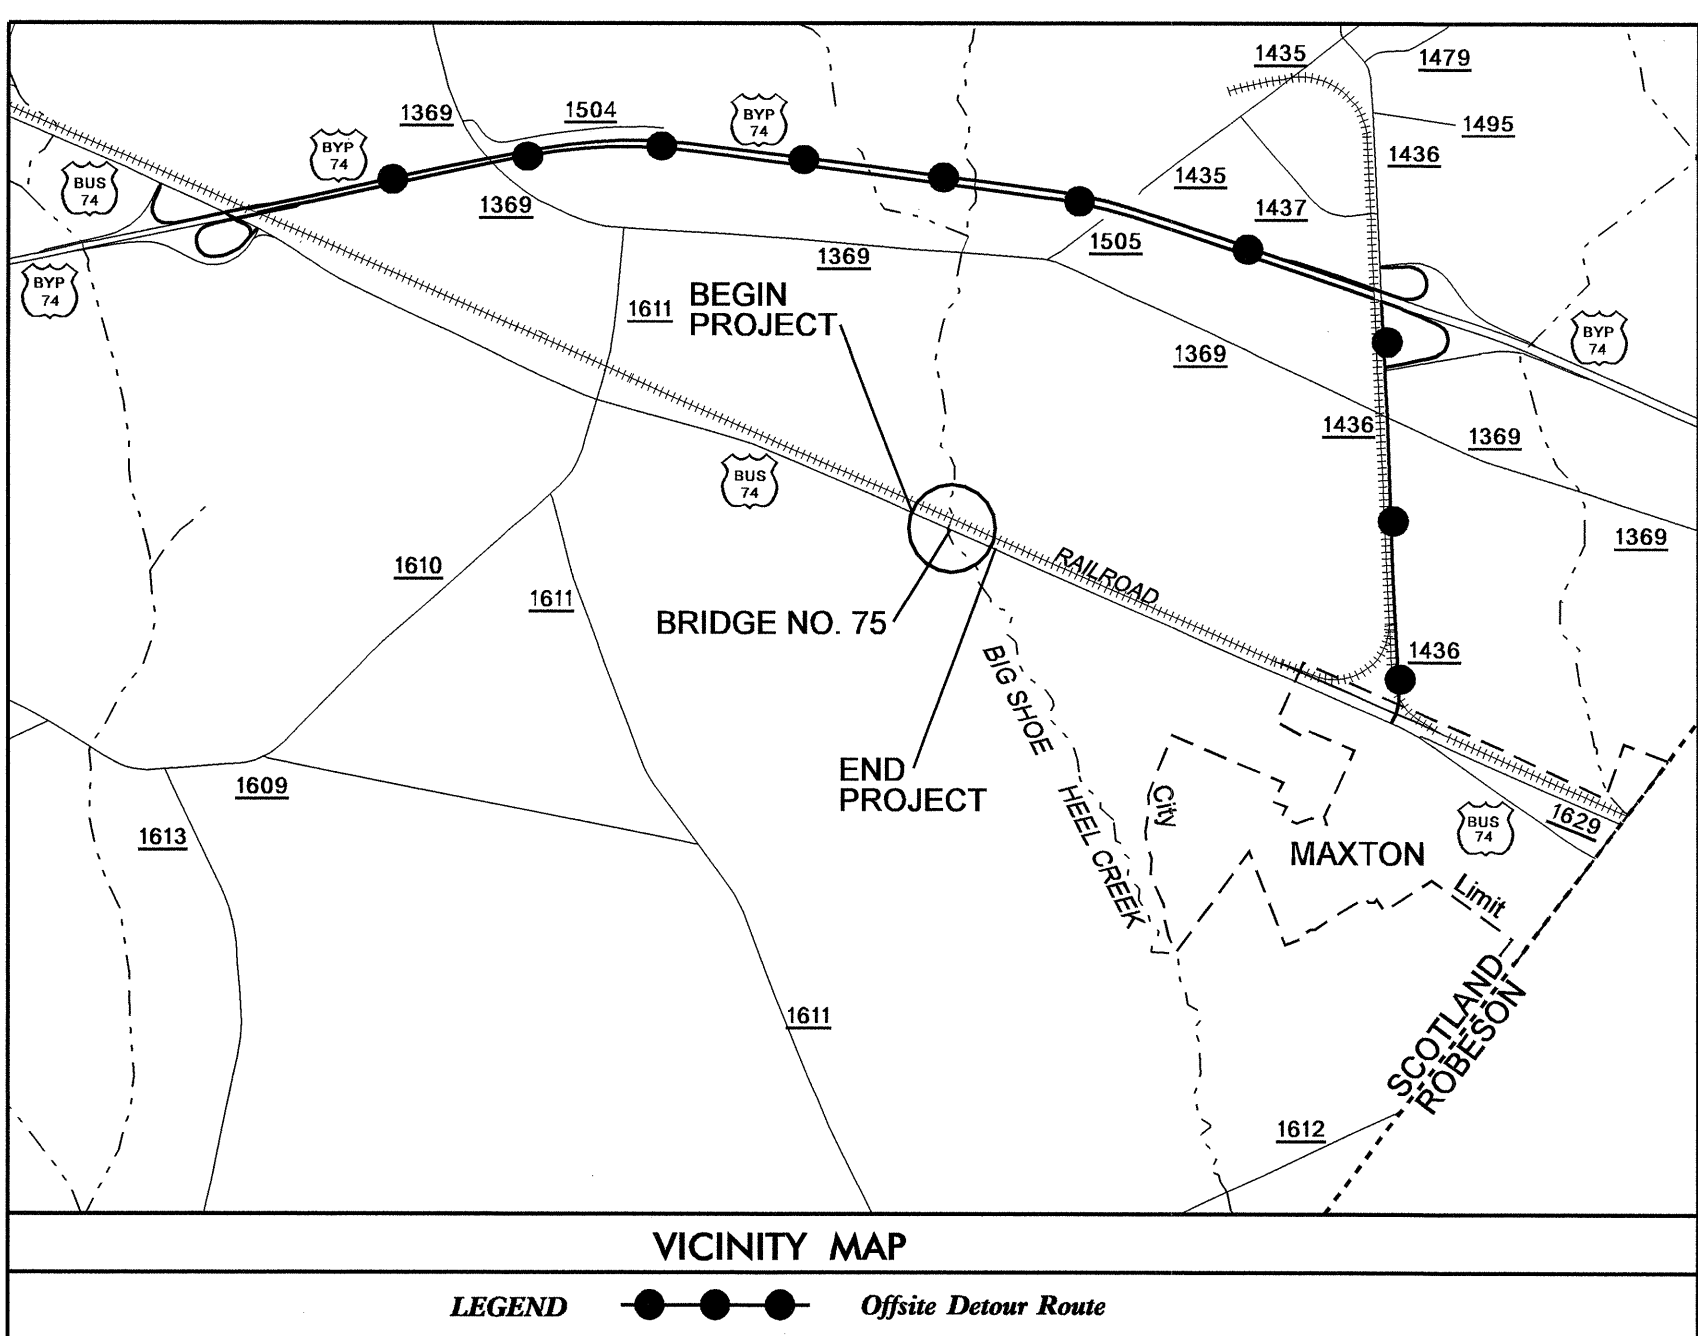 1435
1479
1369
1504
BYP
74
1495
BYP
74
1436
BUS
74
1435
1369
1437
1505
1369
BYP
74
BEGIN
PROJECT
1611
BYP
74
1369
1436
1369
BUS
74
1369
1610
RAILROAD
1611
BRIDGE NO. 75
1436
BIG SHOE HEEL CREEK
END
PROJECT
1609
City
1613
1629
BUS
74
MAXTON
Limit
SCOTLAND
ROBESON
1611
1612
VICINITY MAP
LEGEND
Offsite Detour Route